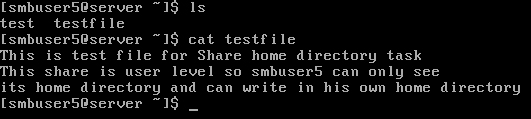 [smbuser5@server ~]$ ls
test  testfile
[smbuser5@server ~]$ cat testfile
This is test file for Share home directory task
This share is user level so smbuser5 can only see
its home directory and can write in his own home directory
[smbuser5@server ~]$ _